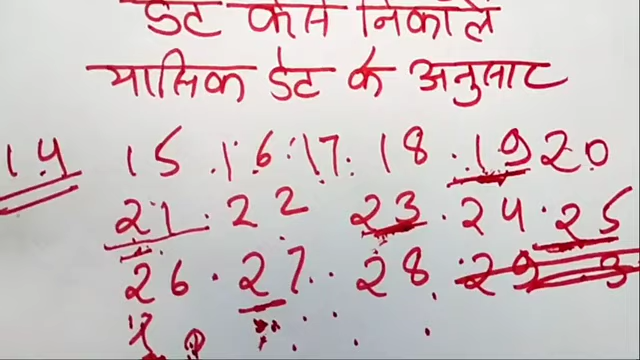 डेट कैसे निकाले
मासिक डेट के अनुसार
14 15 16 17 18 19 20
21 22 23 24 25
26 27 28 29